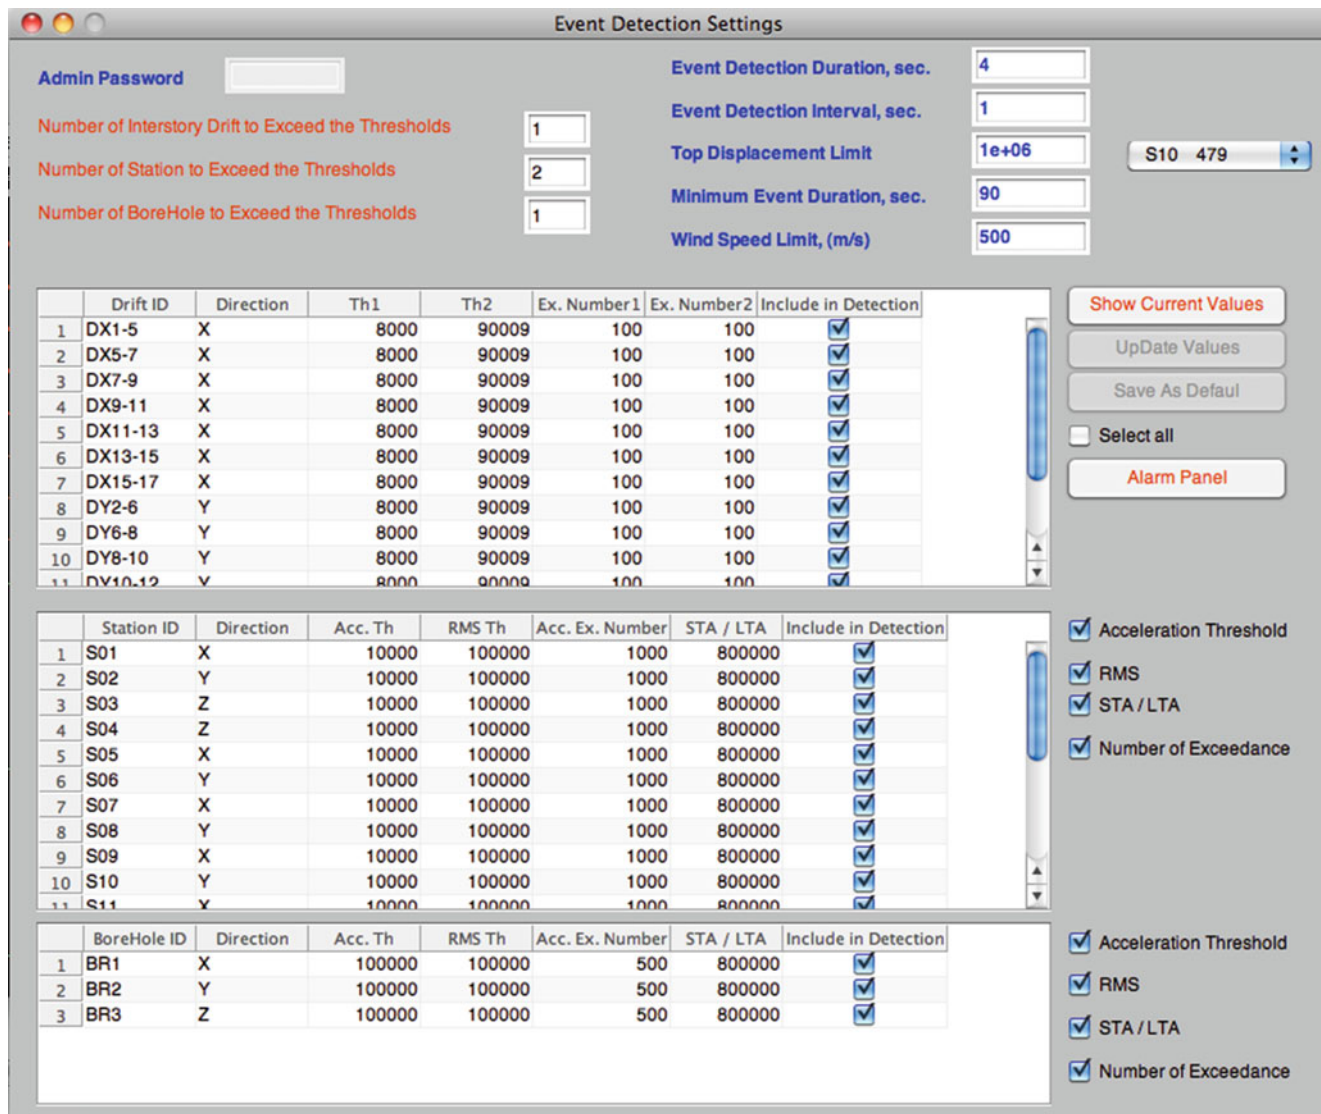 Event Detection Settings
Admin Password
Number of Interstory Drift to Exceed the Thresholds 1
Number of Station to Exceed the Thresholds 2
Number of BoreHole to Exceed the Thresholds 1
Event Detection Duration, sec. 4
Event Detection Interval, sec. 1
Top Displacement Limit 1e+06
Minimum Event Duration, sec. 90
Wind Speed Limit, (m/s) 500
S10 479
Drift ID Direction Th1 Th2 Ex. Number1 Ex. Number2 Include in Detection
1 DX1-5 X 8000 90009 100 100
2 DX5-7 X 8000 90009 100 100
3 DX7-9 X 8000 90009 100 100
4 DX9-11 X 8000 90009 100 100
5 DX11-13 X 8000 90009 100 100
6 DX13-15 X 8000 90009 100 100
7 DX15-17 X 8000 90009 100 100
8 DY2-6 Y 8000 90009 100 100
9 DY6-8 Y 8000 90009 100 100
10 DY8-10 Y 8000 90009 100 100
11 DY10-12 Y 8000 90009 100 100
Show Current Values
UpDate Values
Save As Defaul
Select all
Alarm Panel
Station ID Direction Acc. Th RMS Th Acc. Ex. Number STA / LTA Include in Detection
1 S01 X 10000 100000 1000 800000
2 S02 Y 10000 100000 1000 800000
3 S03 Z 10000 100000 1000 800000
4 S04 Z 10000 100000 1000 800000
5 S05 X 10000 100000 1000 800000
6 S06 Y 10000 100000 1000 800000
7 S07 X 10000 100000 1000 800000
8 S08 Y 10000 100000 1000 800000
9 S09 X 10000 100000 1000 800000
10 S10 Y 10000 100000 1000 800000
11 S11 X 10000 100000 1000 800000
Acceleration Threshold
RMS
STA / LTA
Number of Exceedance
BoreHole ID Direction Acc. Th RMS Th Acc. Ex. Number STA / LTA Include in Detection
1 BR1 X 100000 100000 500 800000
2 BR2 Y 100000 100000 500 800000
3 BR3 Z 100000 100000 500 800000
Acceleration Threshold
RMS
STA / LTA
Number of Exceedance